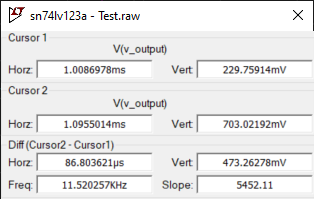 sn74lv123a - Test.raw
Cursor 1
V(v_output)
Horz: 1.0086978ms Vert: 229.75914mV
Cursor 2
V(v_output)
Horz: 1.0955014ms Vert: 703.02192mV
Diff (Cursor2 - Cursor1)
Horz: 86.803621µs Vert: 473.26278mV
Freq: 11.520257KHz Slope: 5452.11